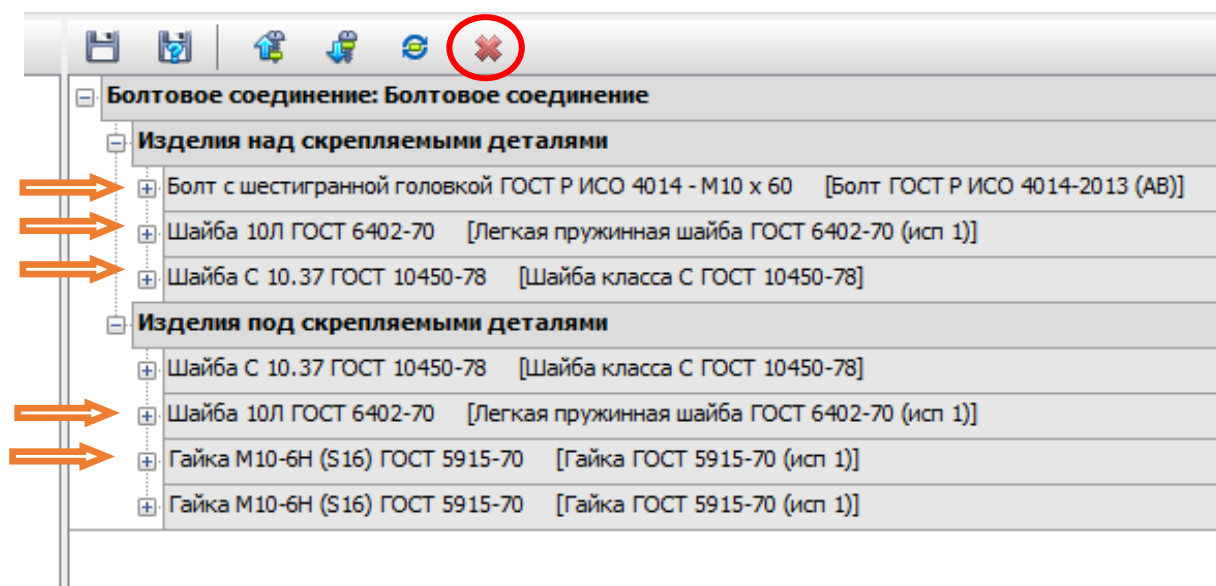 Болтовое соединение: Болтовое соединение
Изделия над скрепляемыми деталями
Болт с шестигранной головкой ГОСТ Р ИСО 4014 - M10 x 60 [Болт ГОСТ Р ИСО 4014-2013 (AB)]
Шайба 10Л ГОСТ 6402-70 [Легкая пружинная шайба ГОСТ 6402-70 (исп 1)]
Шайба C 10.37 ГОСТ 10450-78 [Шайба класса C ГОСТ 10450-78]
Изделия под скрепляемыми деталями
Шайба C 10.37 ГОСТ 10450-78 [Шайба класса C ГОСТ 10450-78]
Шайба 10Л ГОСТ 6402-70 [Легкая пружинная шайба ГОСТ 6402-70 (исп 1)]
Гайка M10-6H (S16) ГОСТ 5915-70 [Гайка ГОСТ 5915-70 (исп 1)]
Гайка M10-6H (S16) ГОСТ 5915-70 [Гайка ГОСТ 5915-70 (исп 1)]